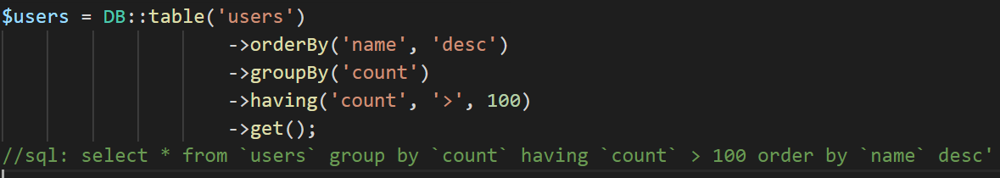 $users = DB::table('users')
->orderBy('name', 'desc')
->groupBy('count')
->having('count', '>', 100)
->get();
//sql: select * from `users` group by `count` having `count` > 100 order by `name` desc'